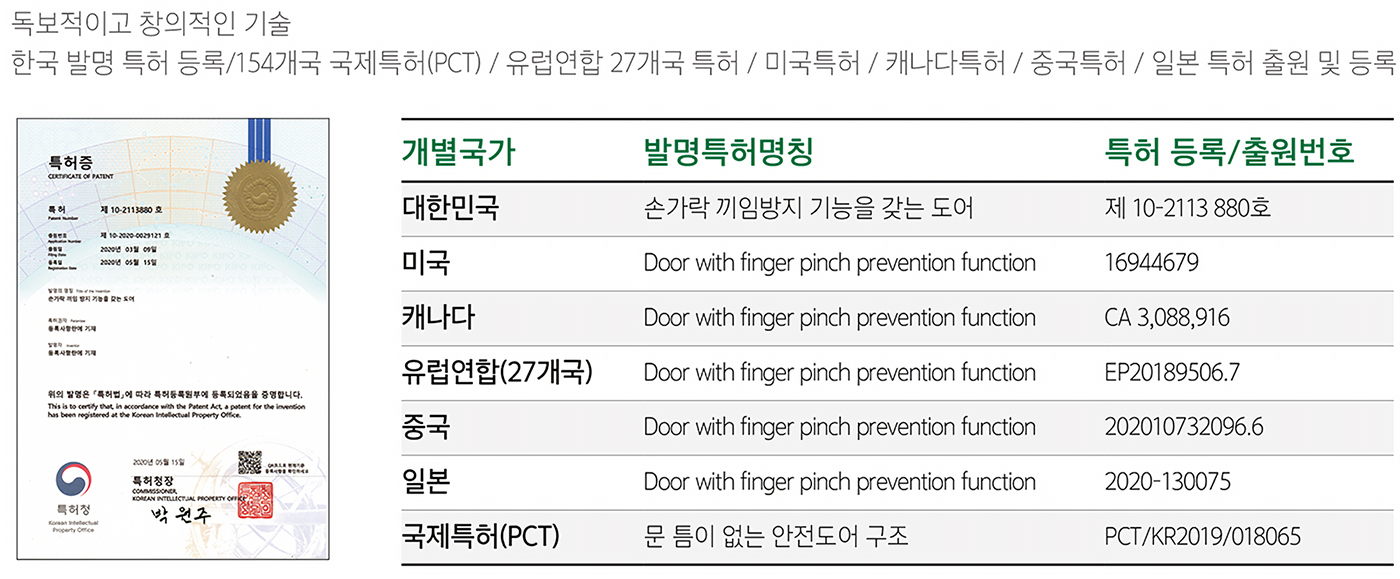 독보적이고 창의적인 기술
한국 발명 특허 등록/154개국 국제특허(PCT) / 유럽연합 27개국 특허 / 미국특허 / 캐나다특허 / 중국특허 / 일본 특허 출원 및 등록
특허증
CERTIFICATE OF PATENT
특허 제 10-2113880 호
Patent Number
출원번호 제 10-2020-0029121 호
Application Number
출원일 2020년 03월 09일
Filing Date
등록일 2020년 05월 15일
Registration Date
발명의 명칭 Title of the Invention
손가락 끼임 방지 기능을 갖는 도어
특허권자 Patentee
등록사항란에 기재
발명자 Inventor
등록사항란에 기재
위의 발명은 「특허법」에 따라 특허등록원부에 등록되었음을 증명합니다.
This is to certify that, in accordance with the Patent Act, a patent for the invention
has been registered at the Korean Intellectual Property Office.
2020년 05월 15일
QR코드로 현재기준
등록사항을 확인하세요
특허청장
COMMISSIONER,
KOREAN INTELLECTUAL PROPERTY OFFICE
박원주
특허청
Korean Intellectual
Property Office
개별국가 발명특허명칭 특허 등록/출원번호
대한민국 손가락 끼임방지 기능을 갖는 도어 제 10-2113 880호
미국 Door with finger pinch prevention function 16944679
캐나다 Door with finger pinch prevention function CA 3,088,916
유럽연합(27개국) Door with finger pinch prevention function EP20189506.7
중국 Door with finger pinch prevention function 202010732096.6
일본 Door with finger pinch prevention function 2020-130075
국제특허(PCT) 문 틈이 없는 안전도어 구조 PCT/KR2019/018065